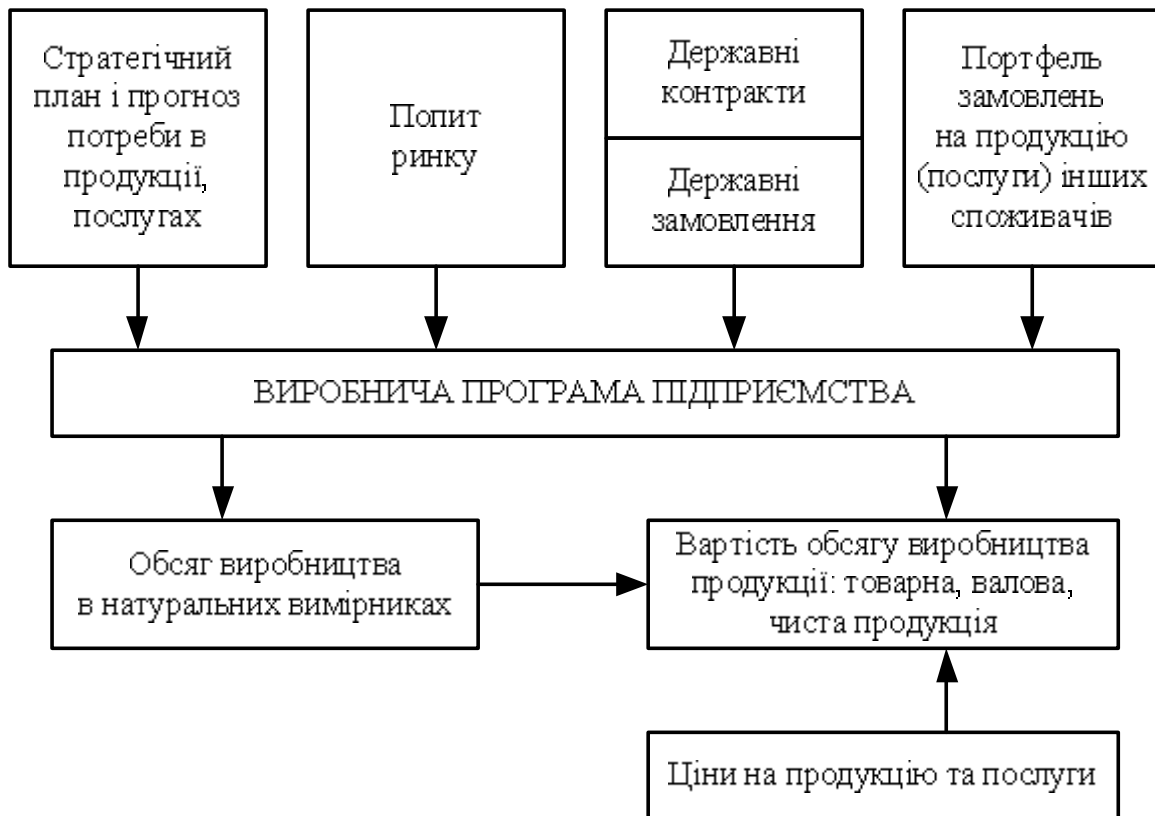 Стратегічний
план і прогноз
потреби в
продукції,
послугах
Попит
ринку
Державні
контракти
Державні
замовлення
Портфель
замовлень
на продукцію
(послуги) інших
споживачів
ВИРОБНИЧА ПРОГРАМА ПІДПРИЄМСТВА
Обсяг виробництва
в натуральних вимірниках
Вартість обсягу виробництва
продукції: товарна, валова,
чиста продукція
Ціни на продукцію та послуги